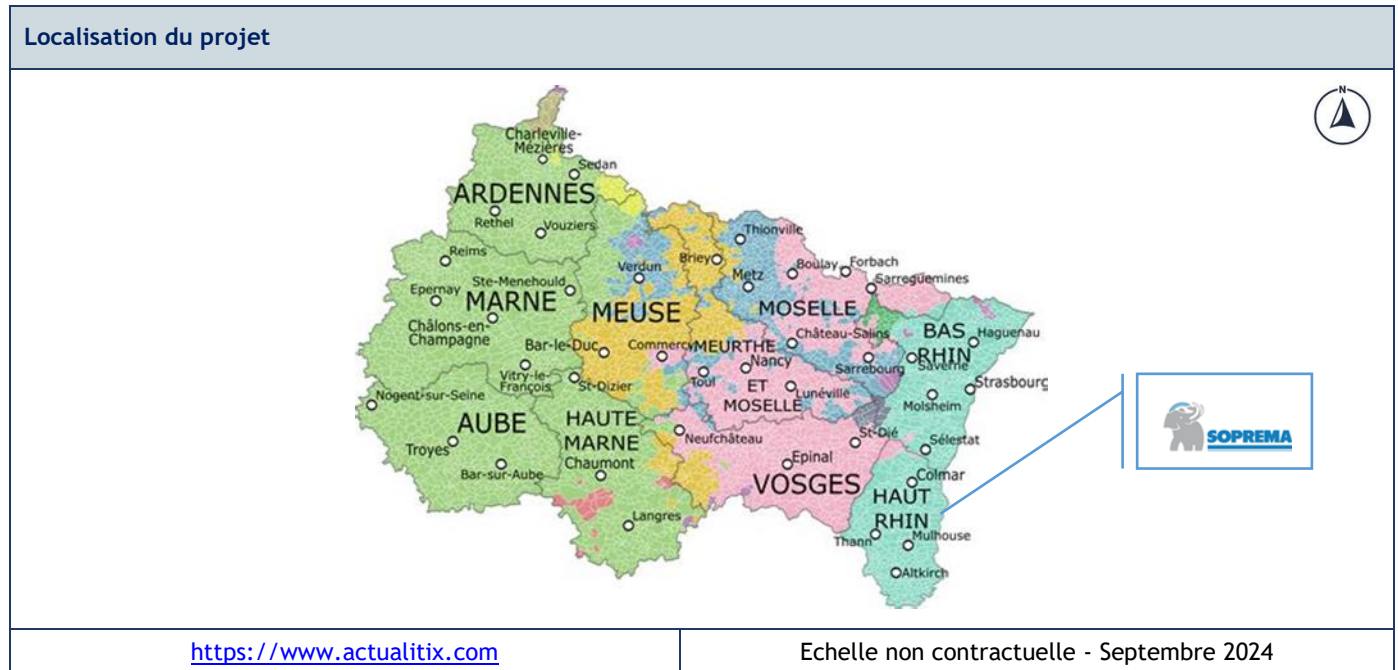 Localisation du projet
N
Charleville-
Mézières
Sedan
ARDENNES
Rethel
Vouziers
Reims
Thionville
Verdun
Briey
Ste-Menehould
Metz
Boulay
Forbach
Sarreguemines
Epernay
MARNE
MEUSE
MOSELLE
Châlons-en-
Champagne
Bar-le-Duc
Commercy
MEURTHE
Château-Salins
BAS
RHIN
Haguenau
Nancy
Sarrebourg
Saverne
Vitry-le-
François
St-Dizier
Toul
ET
MOSELLE
Lunéville
Strasbourg
Nogent-sur-Seine
Molsheim
AUBE
HAUTE
MARNE
Neufchâteau
St-Dié
Sélestat
SOPREMA
Troyes
Chaumont
Epinal
Bar-sur-Aube
VOSGES
Colmar
HAUT
RHIN
Langres
Thann
Mulhouse
Altkirch
https://www.actualitix.com
Echelle non contractuelle - Septembre 2024